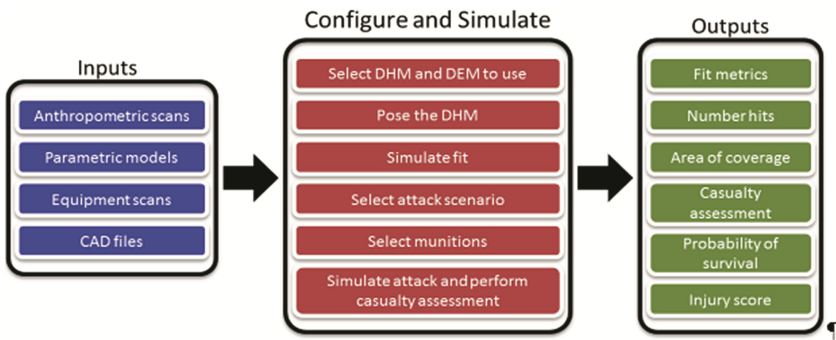 Inputs
Anthropometric scans
Parametric models
Equipment scans
CAD files
Configure and Simulate
Select DHM and DEM to use
Pose the DHM
Simulate fit
Select attack scenario
Select munitions
Simulate attack and perform
casualty assessment
Outputs
Fit metrics
Number hits
Area of coverage
Casualty
assessment
Probability of
survival
Injury score
¶